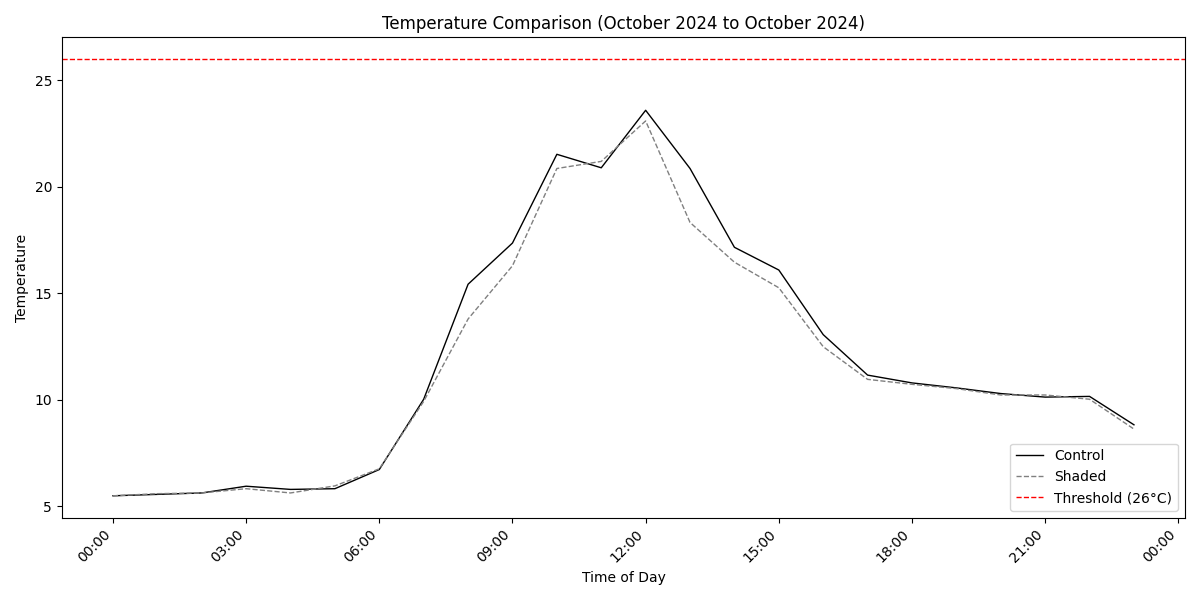 Temperature Comparison (October 2024 to October 2024)
Temperature
25
20
15
10
5
Control
Shaded
Threshold (26°C)
00:00
03:00
06:00
09:00
12:00
15:00
18:00
21:00
00:00
Time of Day